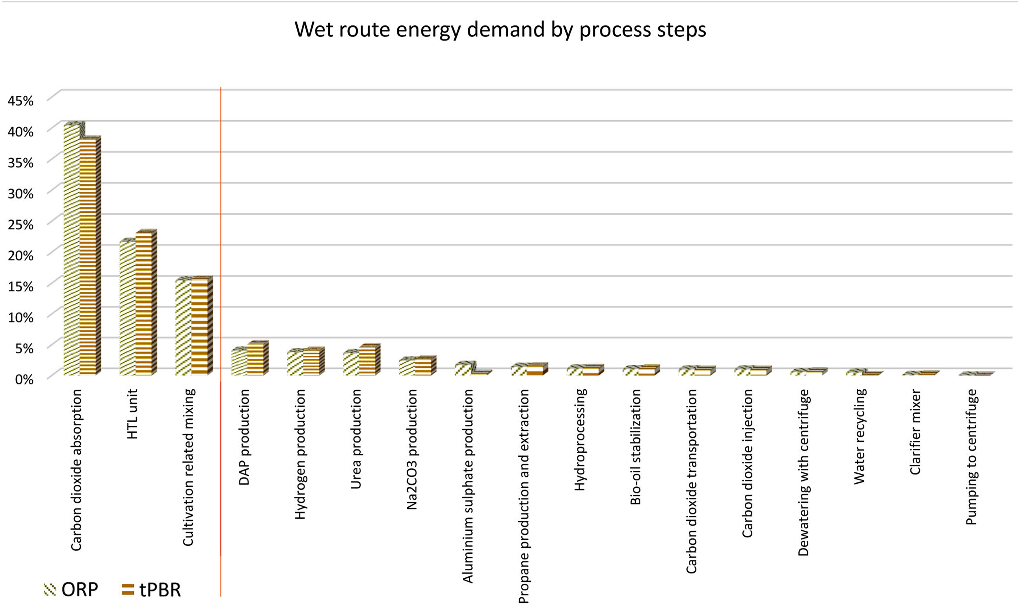 Wet route energy demand by process steps
45%
40%
35%
30%
25%
20%
15%
10%
5%
0%
Carbon dioxide absorption
HTL unit
Cultivation related mixing
DAP production
Hydrogen production
Urea production
Na2CO3 production
Aluminium sulphate production
Propane production and extraction
Hydroprocessing
Bio-oil stabilization
Carbon dioxide transportation
Carbon dioxide injection
Dewatering with centrifuge
Water recycling
Clarifier mixer
Pumping to centrifuge
ORP tPBR